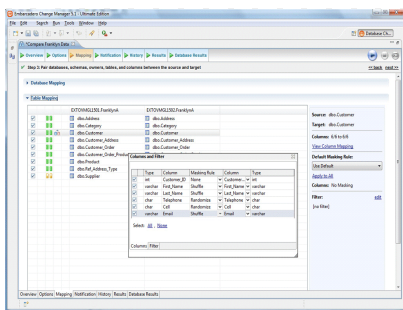 Embarcadero Change Manager 5.1 - Ultimate Edition
File Edit Search Run Tools Window Help
Database Ch...
*Compare Franklyn Data
Overview Options Mapping Notification History Results Database Results
Step 3: Pair databases, schemas, owners, tables, and columns between the source and target
<< back next >>
Database Mapping
Table Mapping
EXTOVMGL1501.FranklynA EXTOVMGL1502.FranklynA
dbo.Address dbo.Address
dbo.Category dbo.Category
dbo.Customer dbo.Customer
dbo.Customer_Address dbo.Customer_Address
dbo.Customer_Order dbo.Customer_Order
dbo.Customer_Order_Produc
dbo.Product
dbo.Ref_Address_Type
dbo.Supplier
Columns and Filter
Type Column Masking Rule Column Type
int Customer_ID None Customer... int
varchar First_Name Shuffle First_Name varchar
varchar Last_Name Shuffle Last_Name varchar
char Telephone Randomize Telephone char
char Cell Randomize Cell char
varchar Email Shuffle Email varchar
Select: All | None
Columns Filter
Source: dbo.Customer
Target: dbo.Customer
Columns: 6/6 to 6/6
View Column Mapping
Default Masking Rule:
Use Default
Apply to All
Columns: No Masking
Filter: edit
[no filter]
Overview Options Mapping Notification History Results Database Results